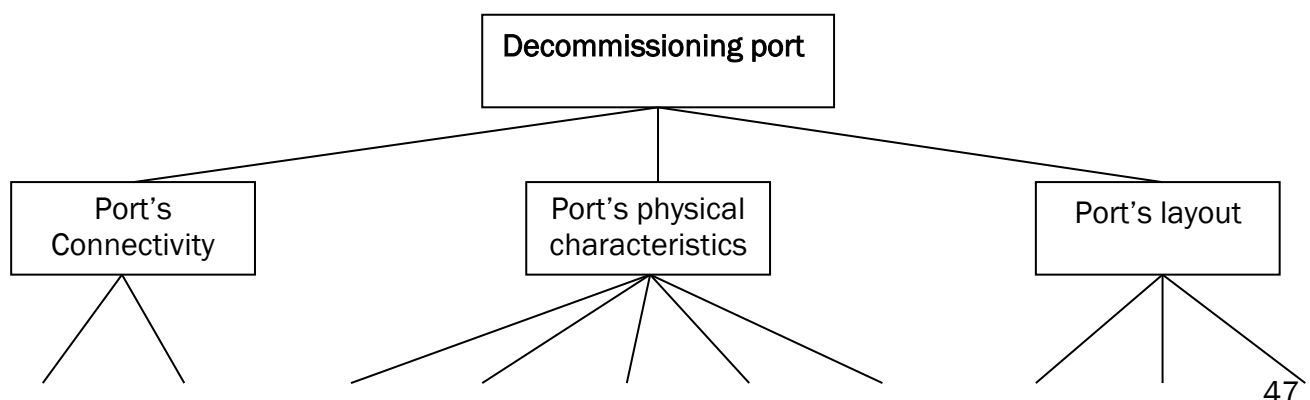 Decommissioning port
Port’s
Connectivity
Port’s physical
characteristics
Port’s layout
47